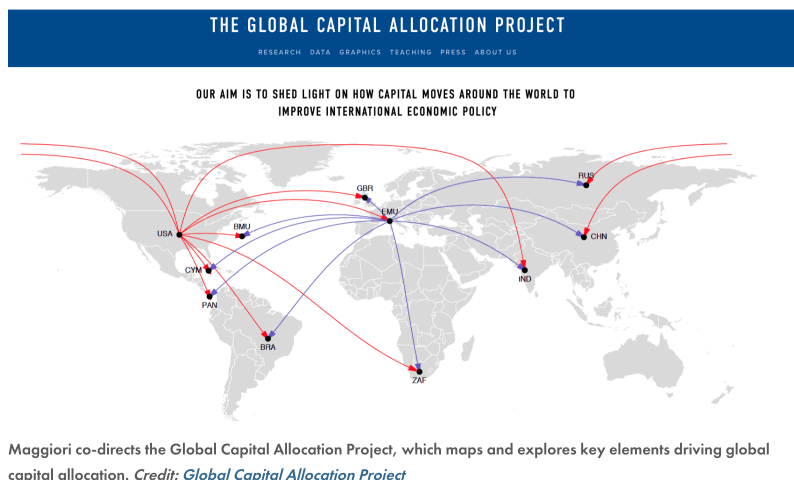 THE GLOBAL CAPITAL ALLOCATION PROJECT
RESEARCH DATA GRAPHICS TEACHING PRESS ABOUT US
OUR AIM IS TO SHED LIGHT ON HOW CAPITAL MOVES AROUND THE WORLD TO
IMPROVE INTERNATIONAL ECONOMIC POLICY
RUS
GBR
EMU
USA
BMU
CHN
CYM
IND
PAN
BRA
ZAF
Maggiori co-directs the Global Capital Allocation Project, which maps and explores key elements driving global
capital allocation. Credit: Global Capital Allocation Project